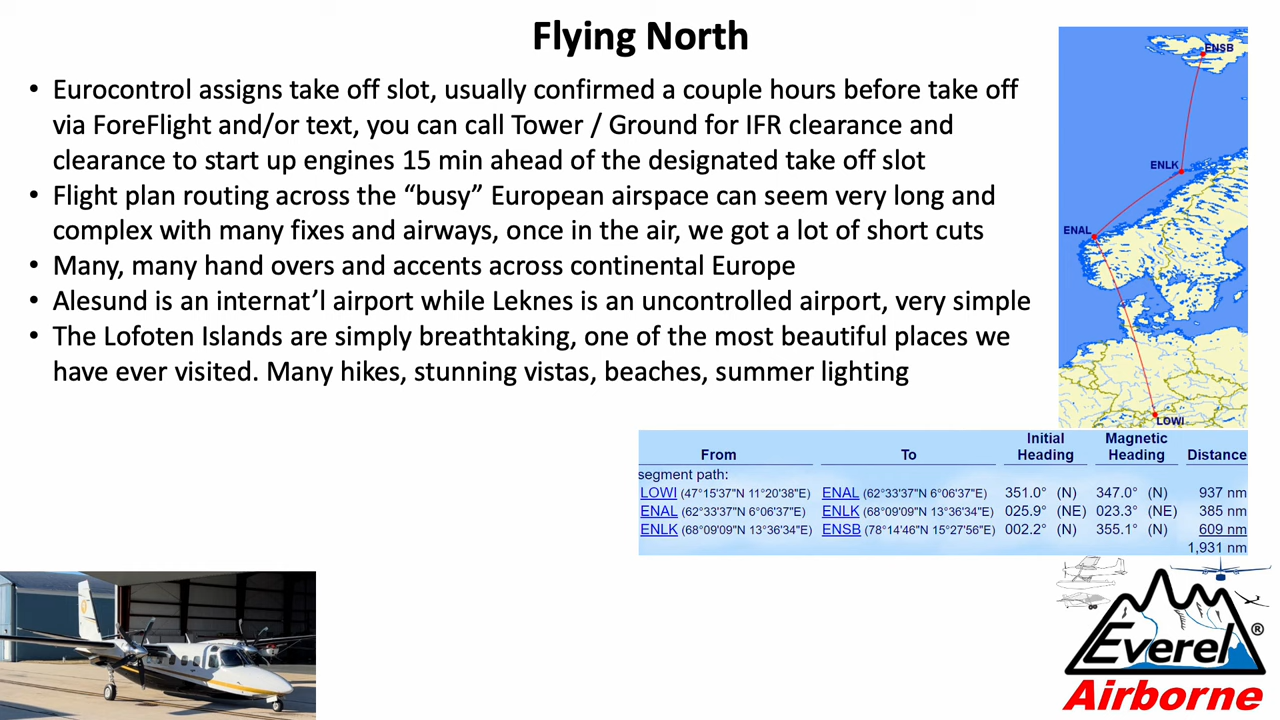 Flying North
• Eurocontrol assigns take off slot, usually confirmed a couple hours before take off
via ForeFlight and/or text, you can call Tower / Ground for IFR clearance and
clearance to start up engines 15 min ahead of the designated take off slot
• Flight plan routing across the “busy” European airspace can seem very long and
complex with many fixes and airways, once in the air, we got a lot of short cuts
• Many, many hand overs and accents across continental Europe
• Alesund is an internat’l airport while Leknes is an uncontrolled airport, very simple
• The Lofoten Islands are simply breathtaking, one of the most beautiful places we
have ever visited. Many hikes, stunning vistas, beaches, summer lighting
ENSB
ENLK
ENAL
LOWI
Initial Magnetic
From To Heading Heading Distance
segment path:
LOWI (47°15'37"N 11°20'38"E) ENAL (62°33'37"N 6°06'37"E) 351.0° (N) 347.0° (N) 937 nm
ENAL (62°33'37"N 6°06'37"E) ENLK (68°09'09"N 13°36'34"E) 025.9° (NE) 023.3° (NE) 385 nm
ENLK (68°09'09"N 13°36'34"E) ENSB (78°14'46"N 15°27'56"E) 002.2° (N) 355.1° (N) 609 nm
1,931 nm
Everel ®
Airborne